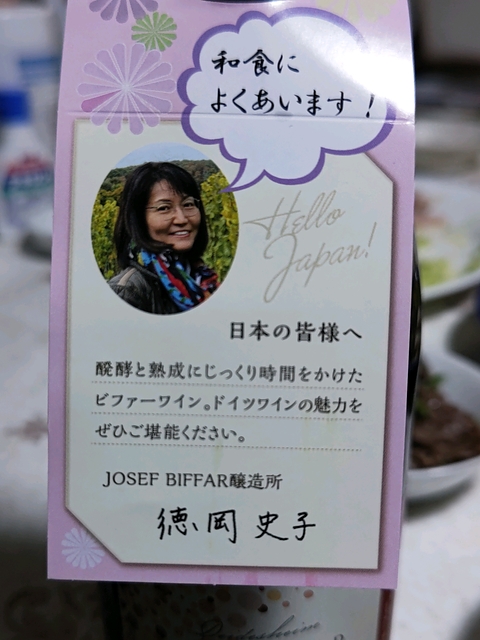 和食に
よくあいます！
Hello
Japan!
日本の皆様へ
醗酵と熟成にじっくり時間をかけた
ビファーワイン。ドイツワインの魅力を
ぜひご堪能ください。
JOSEF BIFFAR醸造所
徳岡史子